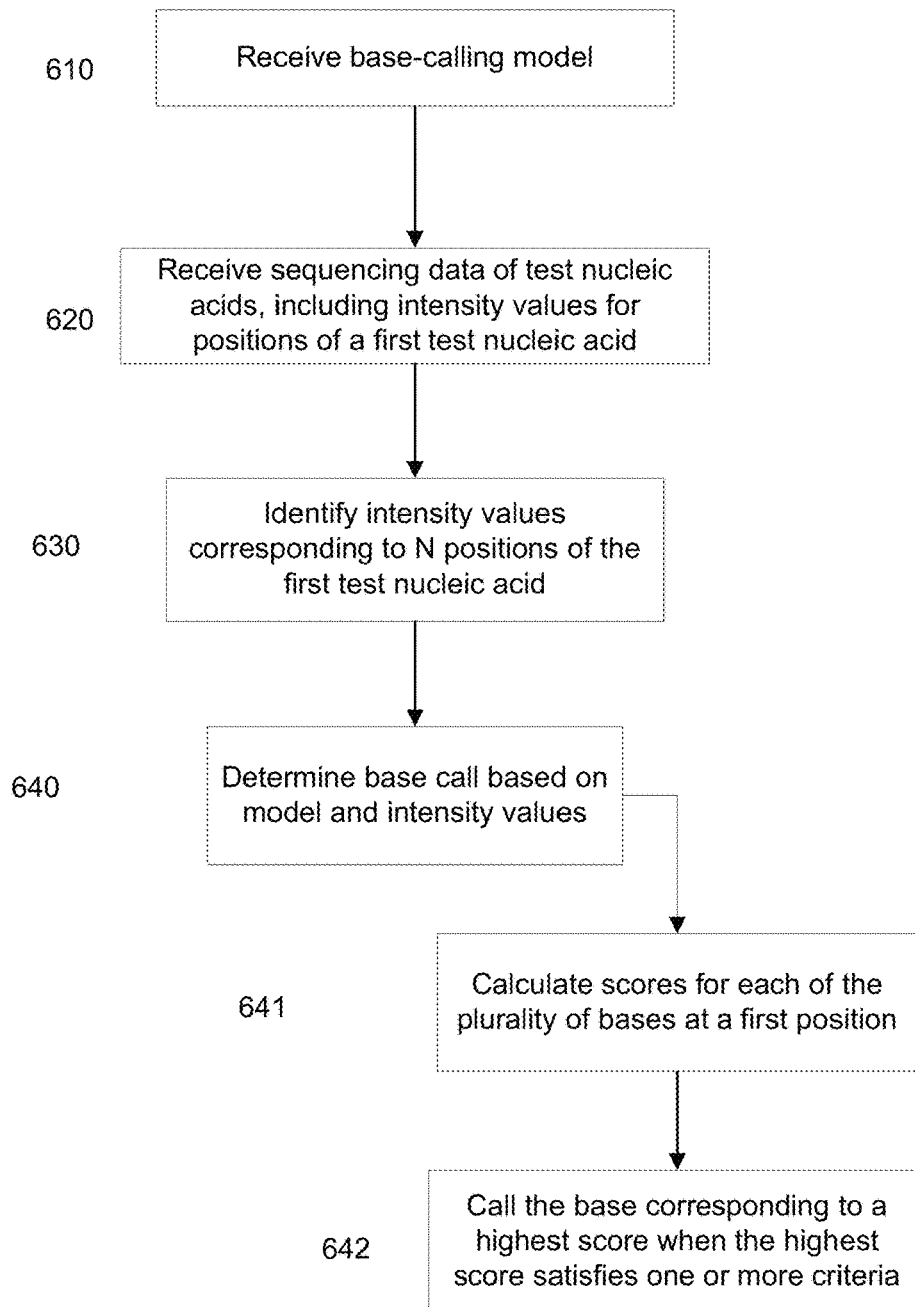 610
Receive base-calling model
620
Receive sequencing data of test nucleic
acids, including intensity values for
positions of a first test nucleic acid
630
Identify intensity values
corresponding to N positions of the
first test nucleic acid
640
Determine base call based on
model and intensity values
641
Calculate scores for each of the
plurality of bases at a first position
642
Call the base corresponding to a
highest score when the highest
score satisfies one or more criteria